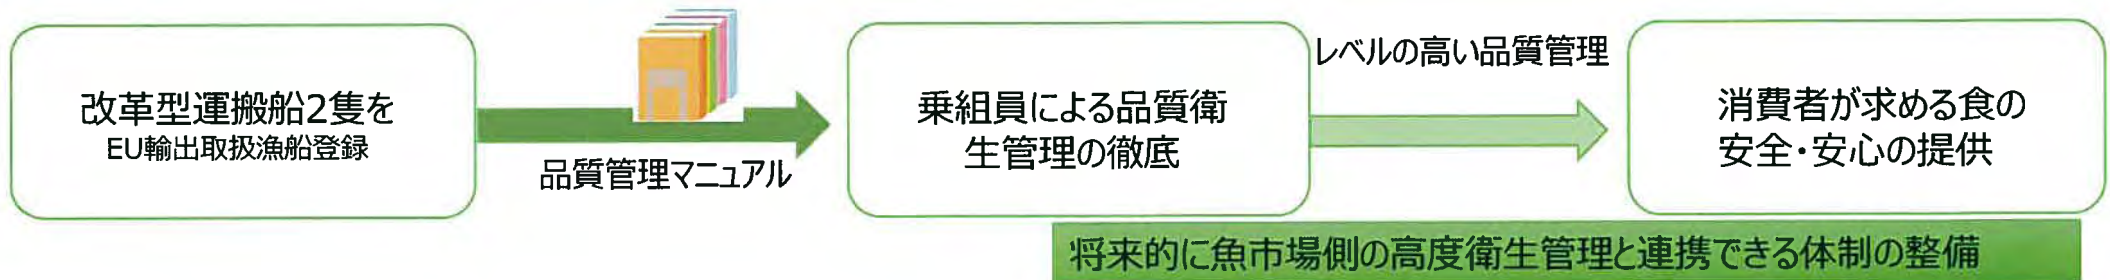 改革型運搬船2隻を
EU輸出取扱漁船登録
品質管理マニュアル
乗組員による品質衛
生管理の徹底
レベルの高い品質管理
消費者が求める食の
安全・安心の提供
将来的に魚市場側の高度衛生管理と連携できる体制の整備